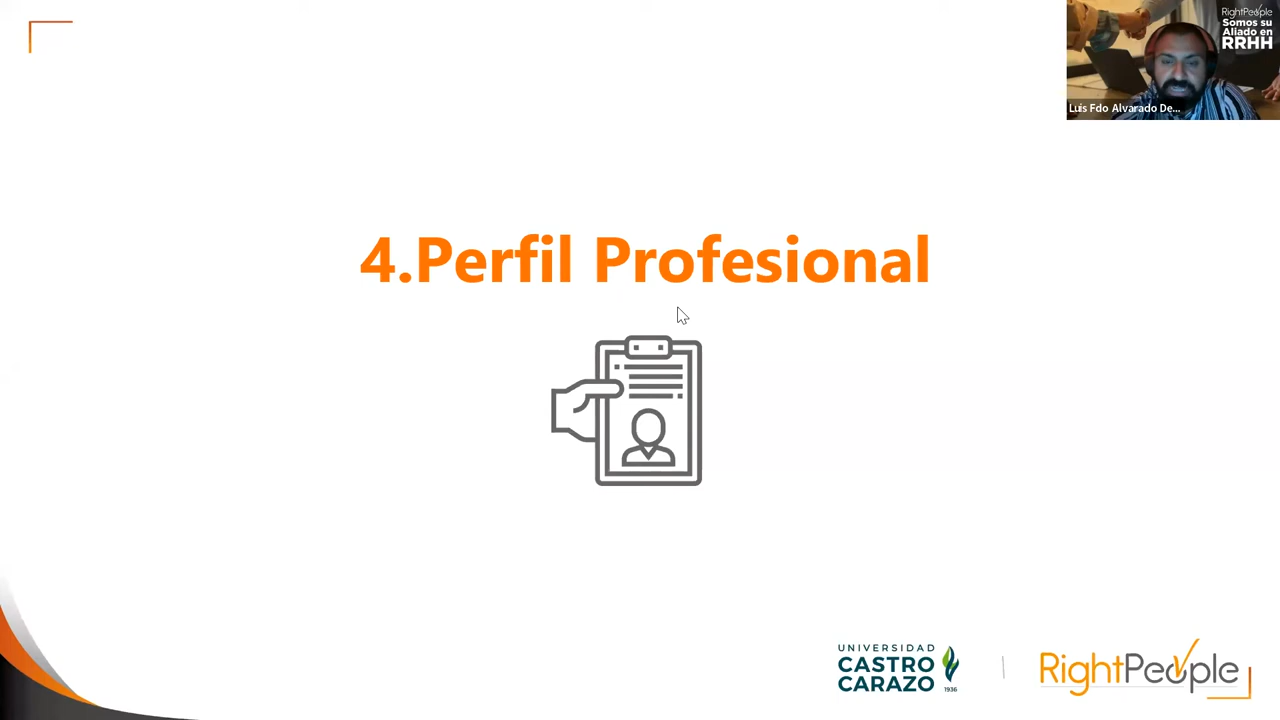 RightPeople
Somos su
Aliado en
RRHH
Luis Fdo Alvarado De...
4.Perfil Profesional
UNIVERSIDAD
CASTRO
CARAZO
1936
RightPeople